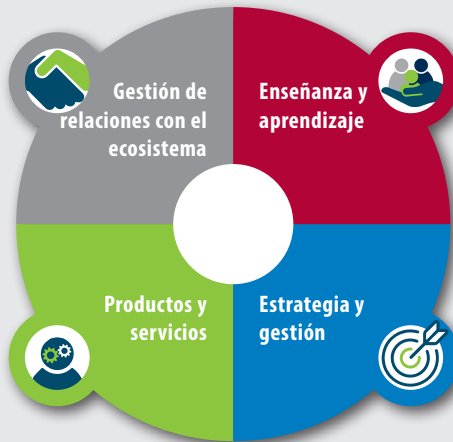 Gestión de
relaciones con el
ecosistema
Enseñanza y
aprendizaje
Productos y
servicios
Estrategia y
gestión